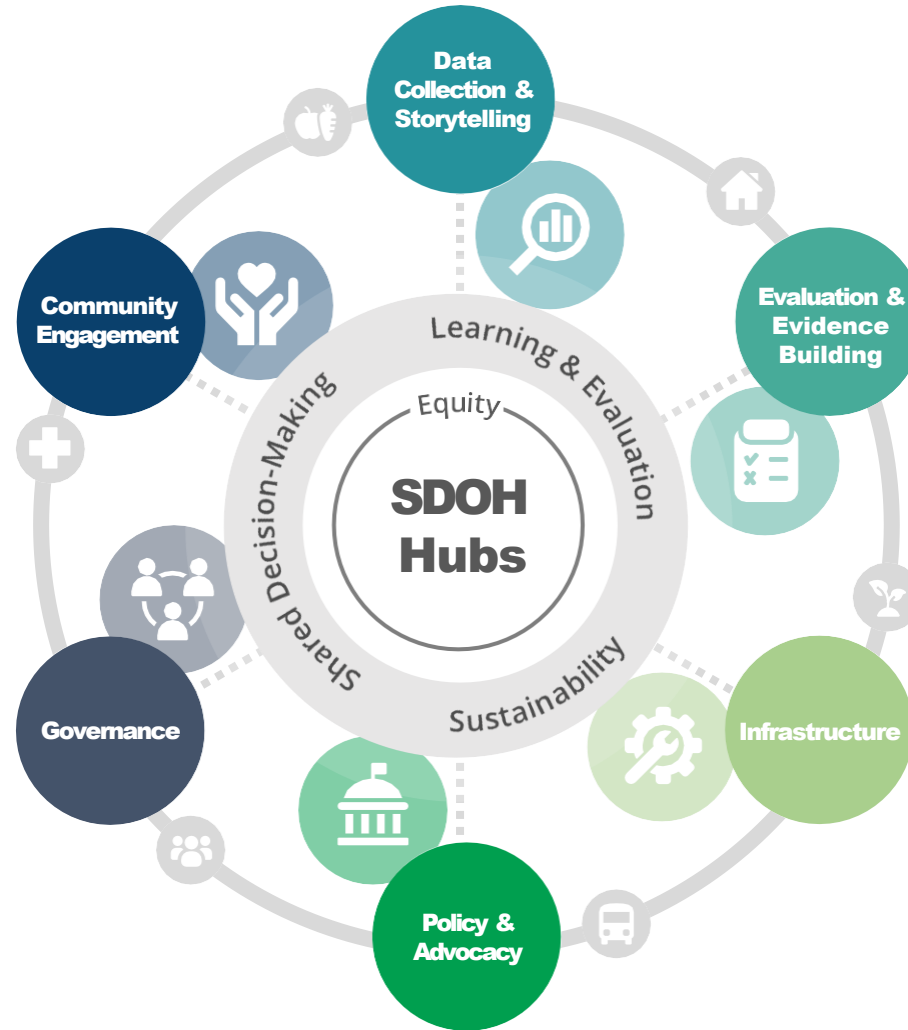 Data
Collection &
Storytelling
Community
Engagement
Evaluation &
Evidence
Building
Learning & Evaluation
Shared Decision-Making
Sustainability
Equity
SDOH
Hubs
Governance
Infrastructure
Policy &
Advocacy